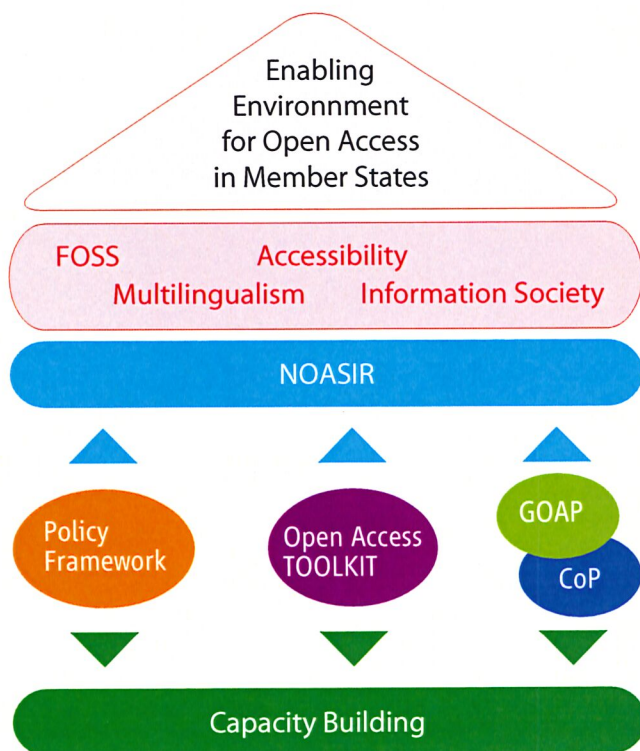 Enabling
Environnment
for Open Access
in Member States
FOSS Accessibility
Multilingualism Information Society
NOASIR
Policy
Framework
Open Access
TOOLKIT
GOAP
CoP
Capacity Building